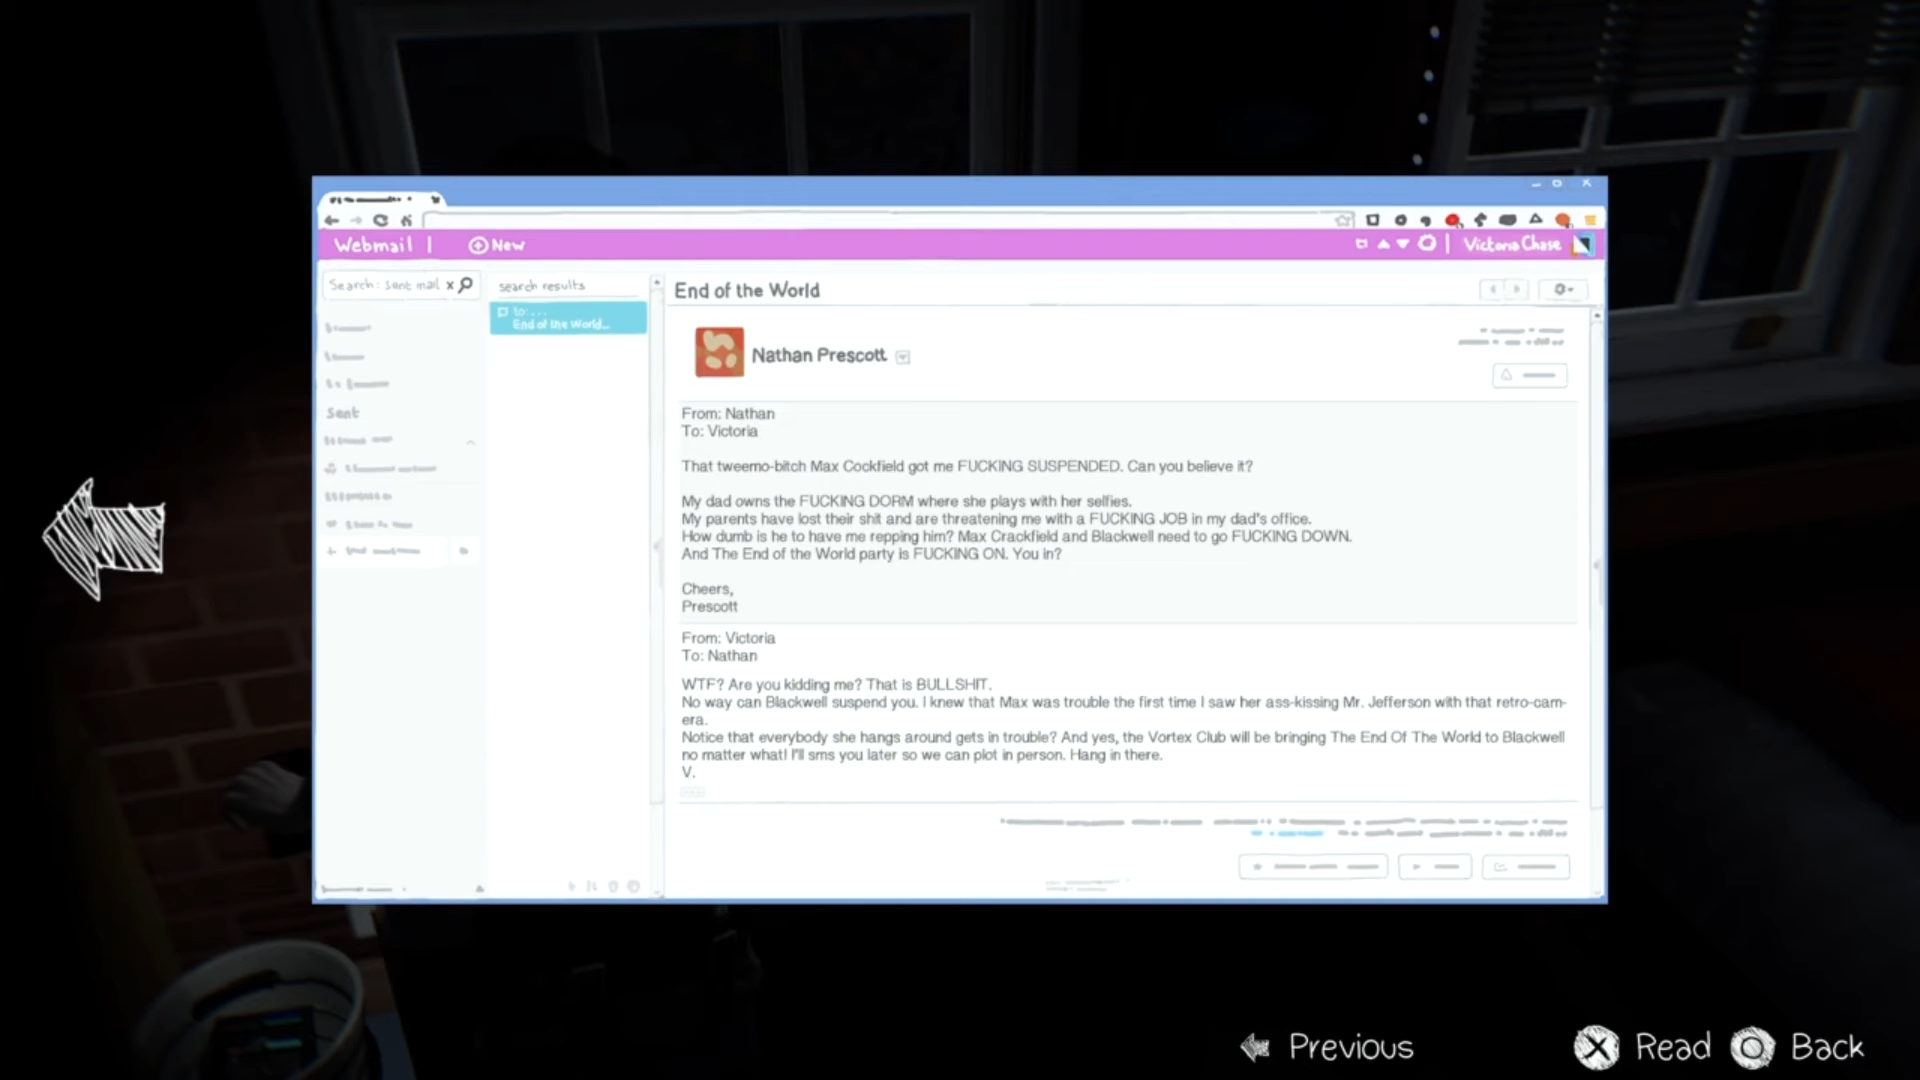 Webmail |
New
Victoria Chase
Search: sent mail x
search results
to:...
End of the World...
Sent
End of the World
Nathan Prescott
From: Nathan
To: Victoria
That tweemo-bitch Max Cockfield got me FUCKING SUSPENDED. Can you believe it?
My dad owns the FUCKING DORM where she plays with her selfies.
My parents have lost their shit and are threatening me with a FUCKING JOB in my dad's office.
How dumb is he to have me repping him? Max Crackfield and Blackwell need to go FUCKING DOWN.
And The End of the World party is FUCKING ON. You in?
Cheers,
Prescott
From: Victoria
To: Nathan
WTF? Are you kidding me? That is BULLSHIT.
No way can Blackwell suspend you. I knew that Max was trouble the first time I saw her ass-kissing Mr. Jefferson with that retro-cam-
era.
Notice that everybody she hangs around gets in trouble? And yes, the Vortex Club will be bringing The End Of The World to Blackwell
no matter what! I'll sms you later so we can plot in person. Hang in there.
V.
Previous
Read
Back